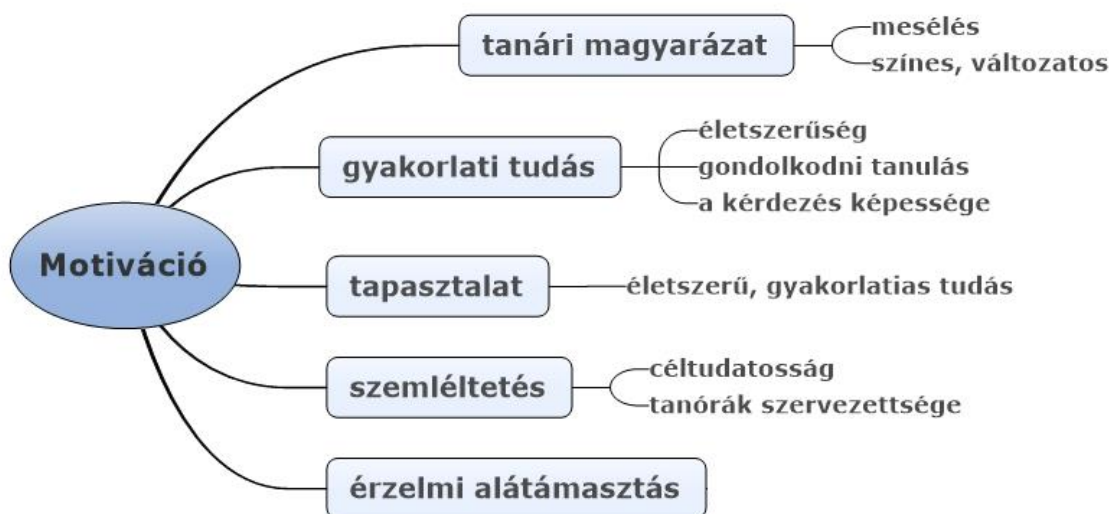 Motiváció
tanári magyarázat
mesélés
színes, változatos
gyakorlati tudás
életszerűség
gondolkodni tanulás
a kérdezés képessége
tapasztalat
életszerű, gyakorlatias tudás
szemléltetés
céltudatosság
tanórák szervezettsége
érzelmi alátámasztás